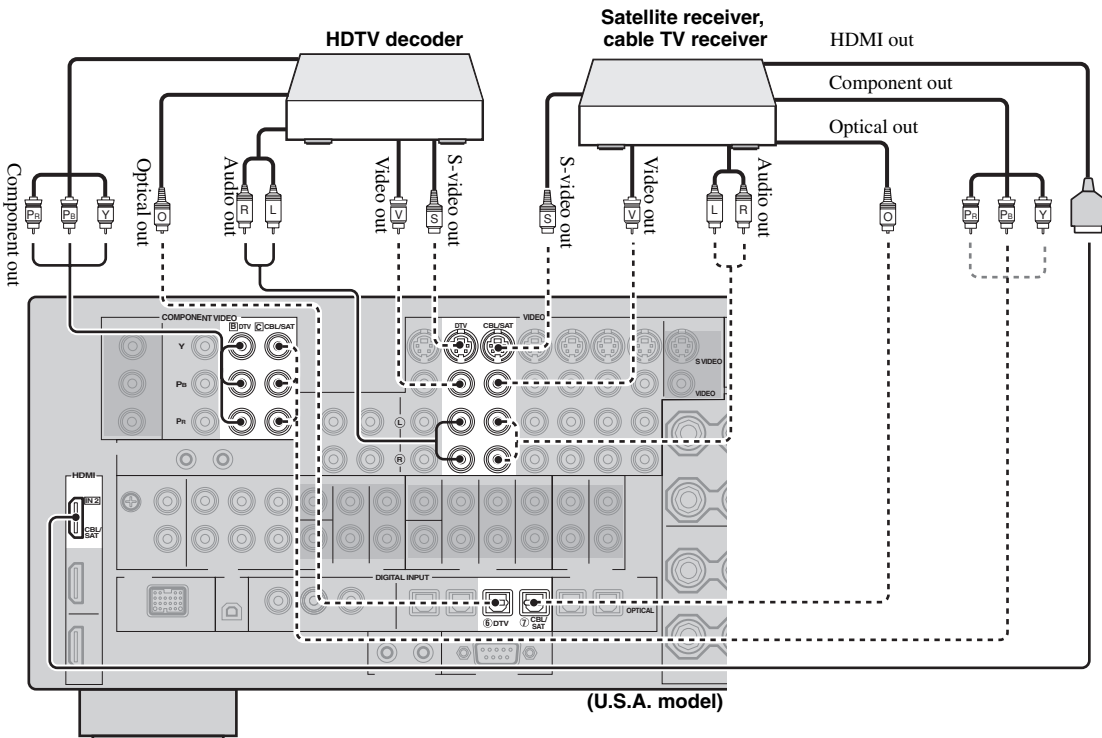 Satellite receiver,
cable TV receiver
HDTV decoder
HDMI out
Component out
Optical out
Component out
Optical out
Audio out
Video out
S-video out
S-video out
Video out
Audio out
PR
PB
Y
O
R
L
V
S
S
V
L
R
O
PR
PB
Y
COMPONENT VIDEO
B DTV
C CBL/SAT
Y
PB
PR
VIDEO
DTV
CBL/SAT
S VIDEO
VIDEO
L
R
HDMI
IN 2
CBL/
SAT
DIGITAL INPUT
⑥ DTV
⑦ CBL/
SAT
OPTICAL
(U.S.A. model)